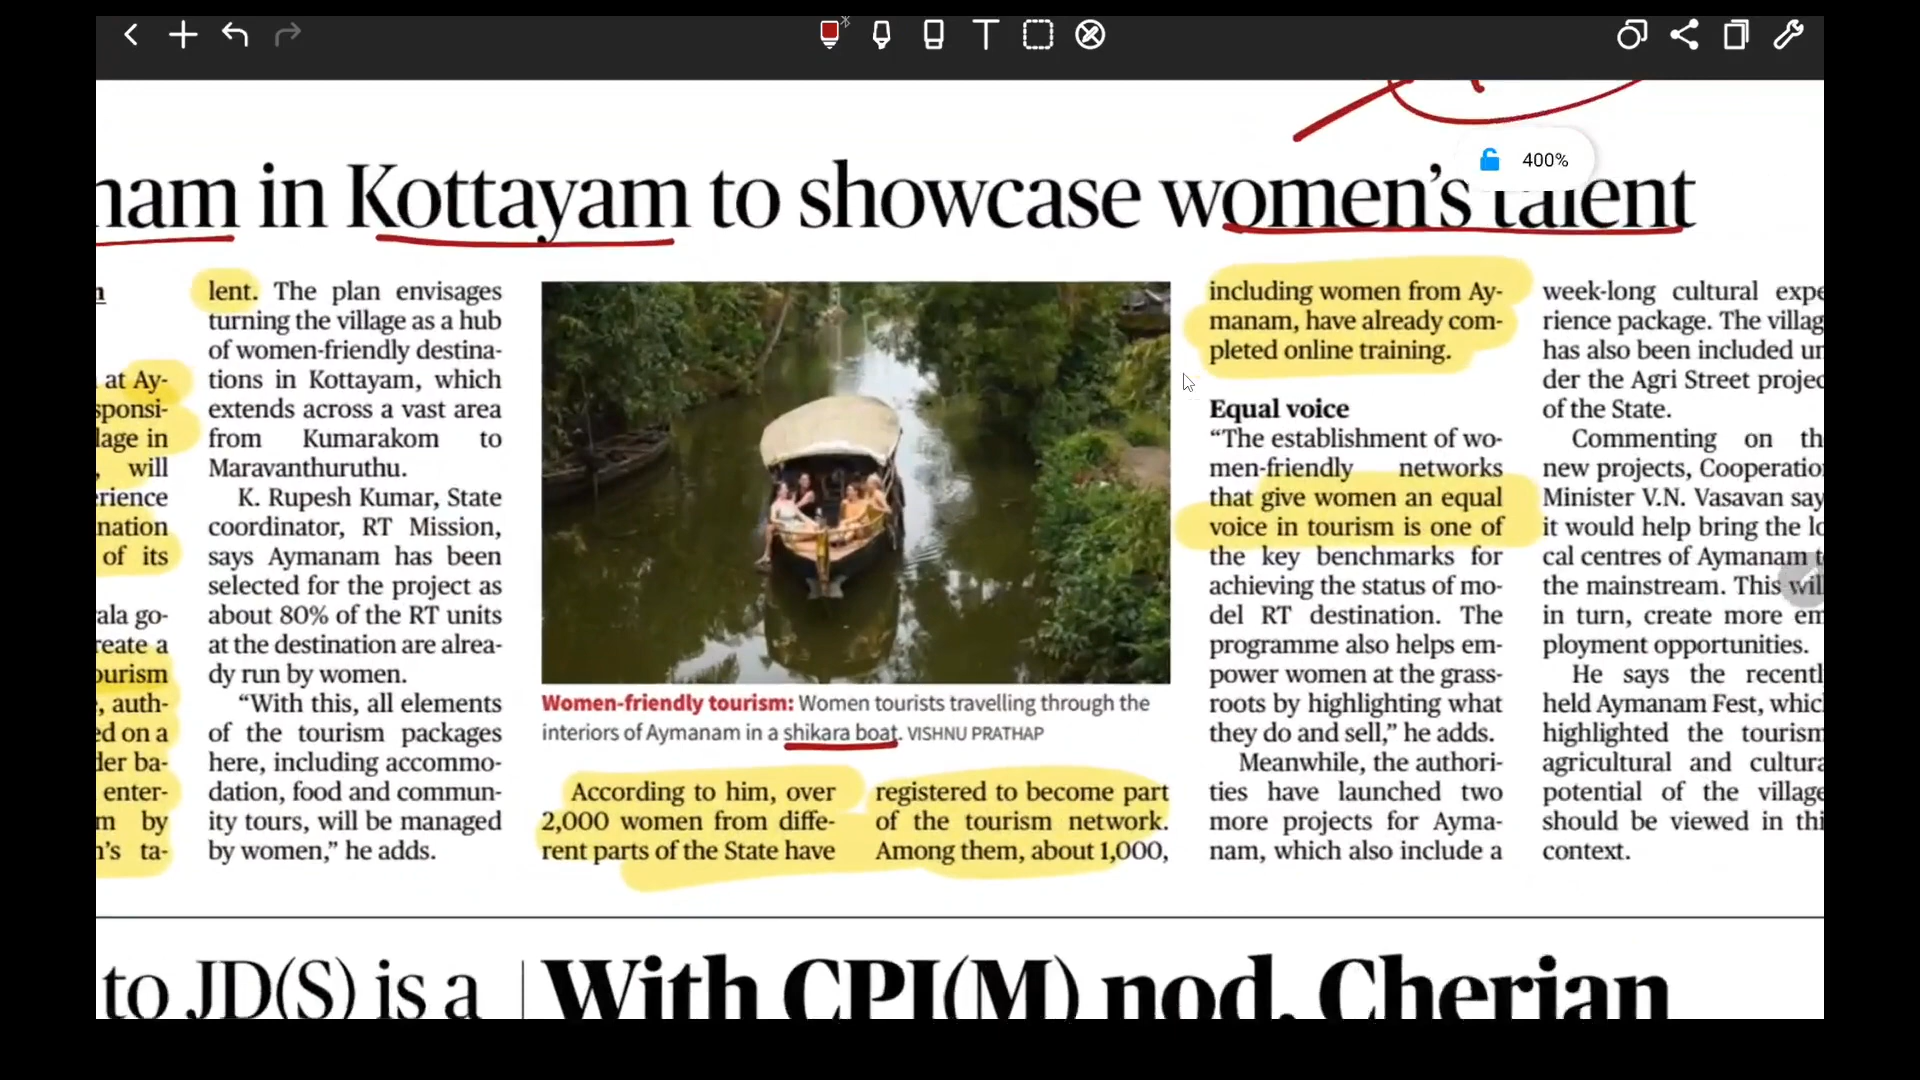 400%
nam in Kottayam to showcase women's talent
at Ay-
sponsi-
lage in
will
rience
nation
of its
ala go-
reate a
ourism
auth-
ed on a
der ba-
enter-
m by
n's ta-
lent. The plan envisages
turning the village as a hub
of women-friendly destina-
tions in Kottayam, which
extends across a vast area
from Kumarakom to
Maravanthuruthu.
K. Rupesh Kumar, State
coordinator, RT Mission,
says Aymanam has been
selected for the project as
about 80% of the RT units
at the destination are alrea-
dy run by women.
“With this, all elements
of the tourism packages
here, including accommo-
dation, food and commun-
ity tours, will be managed
by women,” he adds.
Women-friendly tourism: Women tourists travelling through the
interiors of Aymanam in a shikara boat. VISHNU PRATHAP
According to him, over
2,000 women from diffe-
rent parts of the State have
registered to become part
of the tourism network.
Among them, about 1,000,
including women from Ay-
manam, have already com-
pleted online training.
Equal voice
“The establishment of wo-
men-friendly networks
that give women an equal
voice in tourism is one of
the key benchmarks for
achieving the status of mo-
del RT destination. The
programme also helps em-
power women at the grass-
roots by highlighting what
they do and sell,” he adds.
Meanwhile, the authori-
ties have launched two
more projects for Ayma-
nam, which also include a
week-long cultural expe
rience package. The villag
has also been included un
der the Agri Street projec
of the State.
Commenting on th
new projects, Cooperation
Minister V.N. Vasavan say
it would help bring the lo
cal centres of Aymanam t
the mainstream. This will
in turn, create more em
ployment opportunities.
He says the recentl
held Aymanam Fest, which
highlighted the tourism
agricultural and cultura
potential of the village
should be viewed in thi
context.
to JD(S) is a
With CPI(M) nod, Cherian